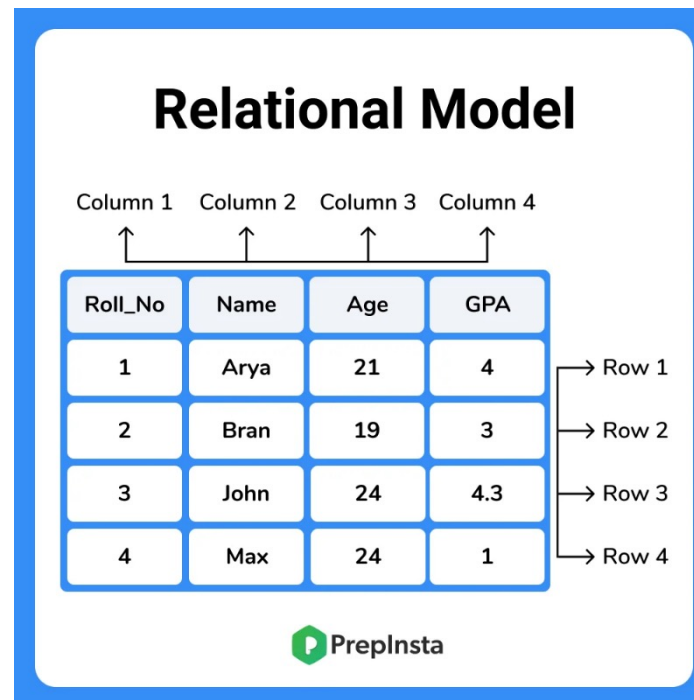 Relational Model
Column 1 Column 2 Column 3 Column 4
Roll_No Name Age GPA
1 Arya 21 4 Row 1
2 Bran 19 3 Row 2
3 John 24 4.3 Row 3
4 Max 24 1 Row 4
PrepInsta